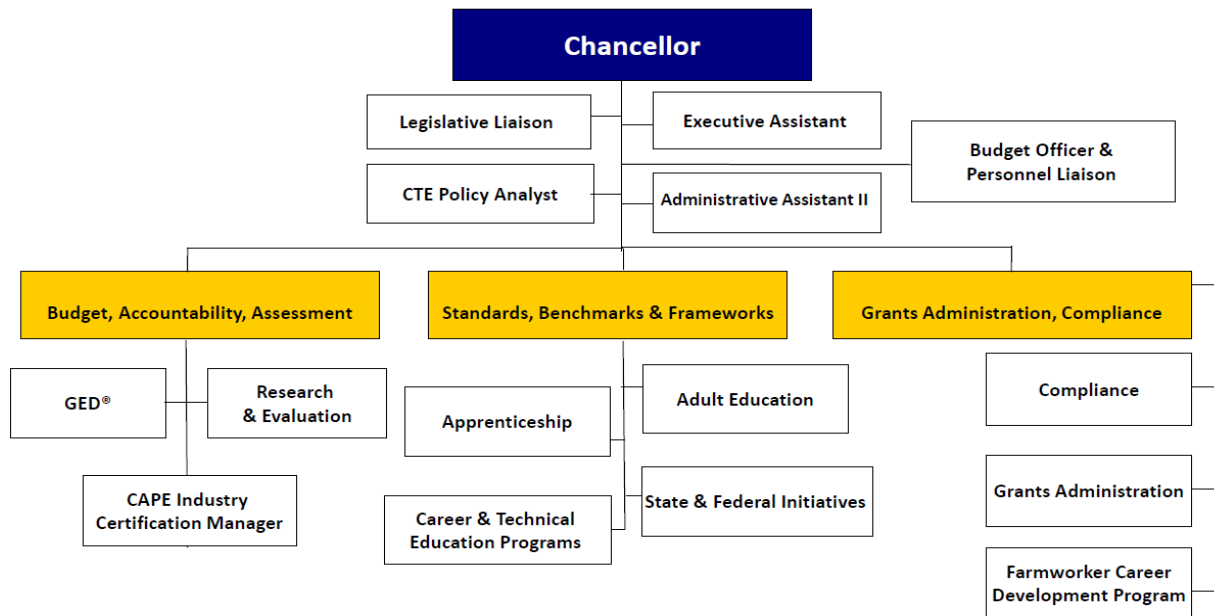 Chancellor
Legislative Liaison
Executive Assistant
Budget Officer &
Personnel Liaison
CTE Policy Analyst
Administrative Assistant II
Budget, Accountability, Assessment
Standards, Benchmarks & Frameworks
Grants Administration, Compliance
GED®
Research
& Evaluation
CAPE Industry
Certification Manager
Apprenticeship
Adult Education
Career & Technical
Education Programs
State & Federal Initiatives
Compliance
Grants Administration
Farmworker Career
Development Program